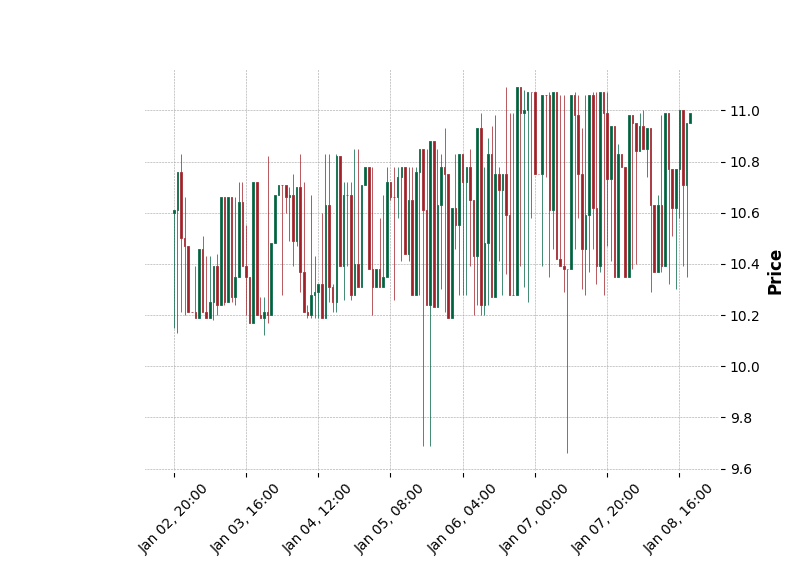 11.0
10.8
10.6
10.4
10.2
10.0
9.8
9.6
Price
Jan 02, 20:00
Jan 03, 16:00
Jan 04, 12:00
Jan 05, 08:00
Jan 06, 04:00
Jan 07, 00:00
Jan 07, 20:00
Jan 08, 16:00